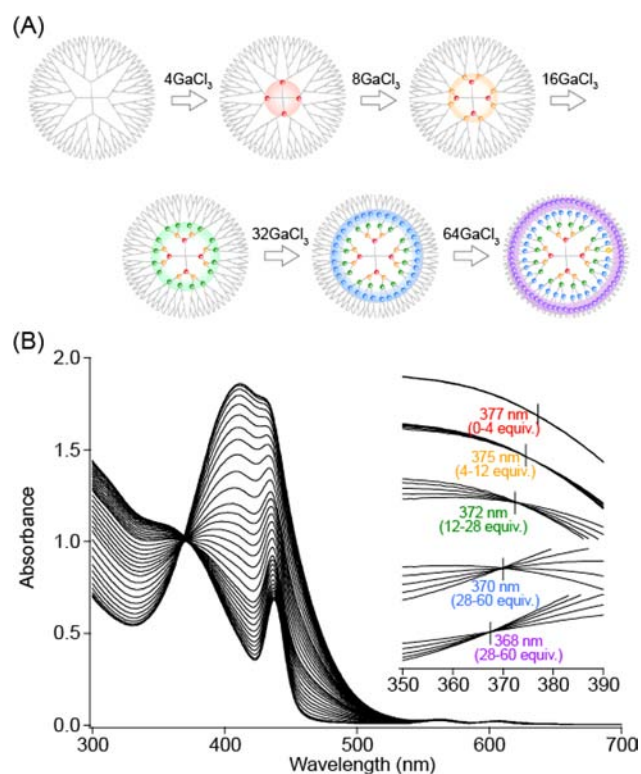 (A)
4GaCl3
8GaCl3
16GaCl3
32GaCl3
64GaCl3
(B)
2.0
1.5
1.0
0.5
0.0
Absorbance
300
400
500
600
700
Wavelength (nm)
377 nm
(0-4 equiv.)
375 nm
(4-12 equiv.)
372 nm
(12-28 equiv.)
370 nm
(28-60 equiv.)
368 nm
(28-60 equiv.)
350
360
370
380
390